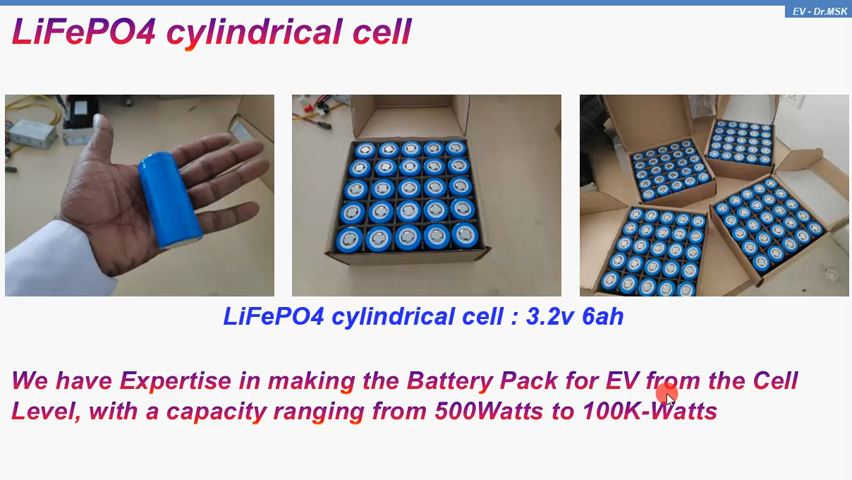 EV - Dr.MSK
LiFePO4 cylindrical cell
LiFePO4 cylindrical cell : 3.2v 6ah
We have Expertise in making the Battery Pack for EV from the Cell
Level, with a capacity ranging from 500Watts to 100K-Watts